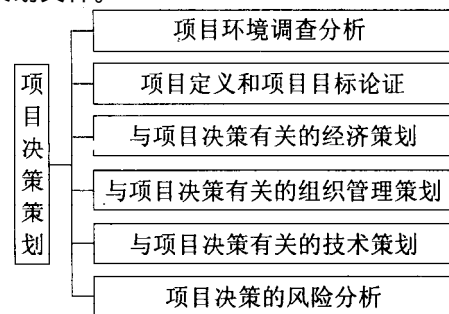 项目环境调查分析
项目定义和项目目标论证
与项目决策有关的经济策划
与项目决策有关的组织管理策划
与项目决策有关的技术策划
项目决策的风险分析
项目决策策划